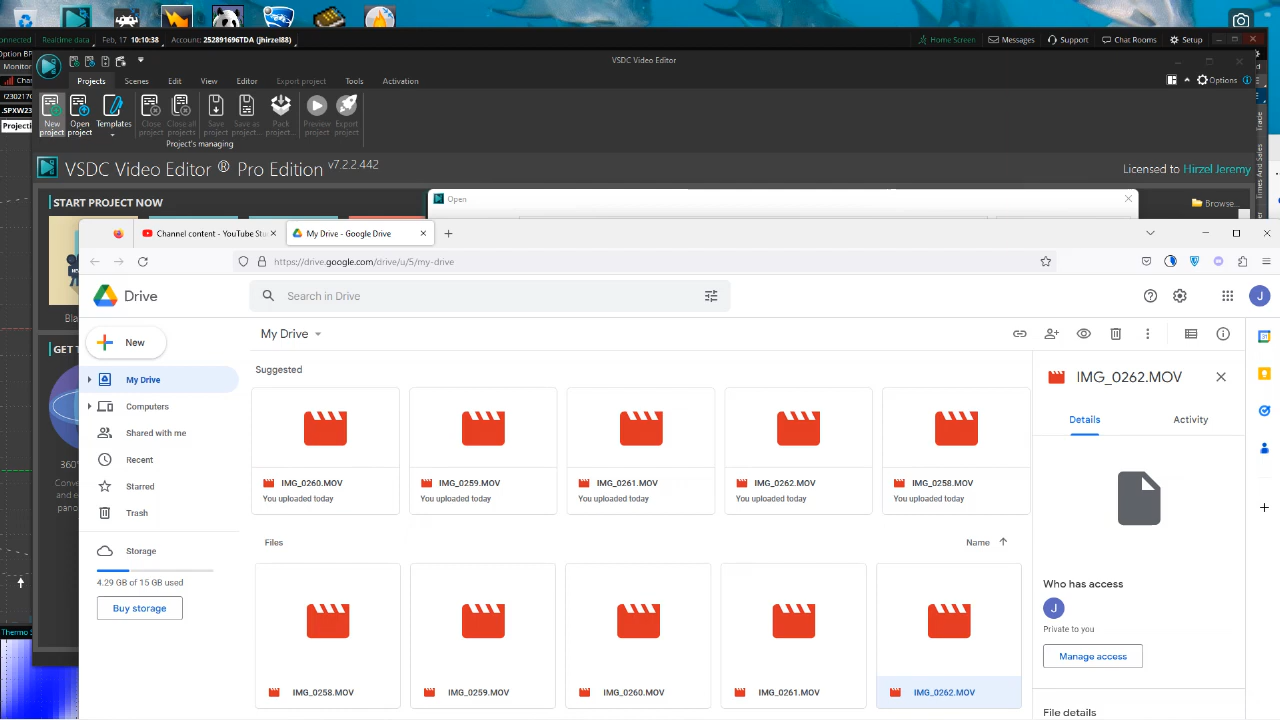 Realtime data
Feb, 17 10:10:38
Account: 252891696TDA (jhirzel88)
Home Screen
Messages
Support
Chat Rooms
Setup
Option BP
Monitor
VSDC Video Editor
Projects
Scenes
Edit
View
Editor
Export project
Tools
Activation
Options
New project
Open project
Templates
Close project
Close all projects
Save project
Save as project...
Pack project...
Preview project
Export project
Project's managing
Trade
Times And Sales
VSDC Video Editor ® Pro Edition v7.2.2.442
Licensed to Hirzel Jeremy
START PROJECT NOW
Open
Browse...
Channel content - YouTube Stu
My Drive - Google Drive
https://drive.google.com/drive/u/5/my-drive
Drive
Search in Drive
J
New
My Drive
Computers
Shared with me
Recent
Starred
Trash
Storage
4.29 GB of 15 GB used
Buy storage
My Drive
Suggested
IMG_0260.MOV
You uploaded today
IMG_0259.MOV
You uploaded today
IMG_0261.MOV
You uploaded today
IMG_0262.MOV
You uploaded today
IMG_0258.MOV
You uploaded today
Files
Name
IMG_0258.MOV
IMG_0259.MOV
IMG_0260.MOV
IMG_0261.MOV
IMG_0262.MOV
IMG_0262.MOV
Details
Activity
Who has access
J
Private to you
Manage access
File details